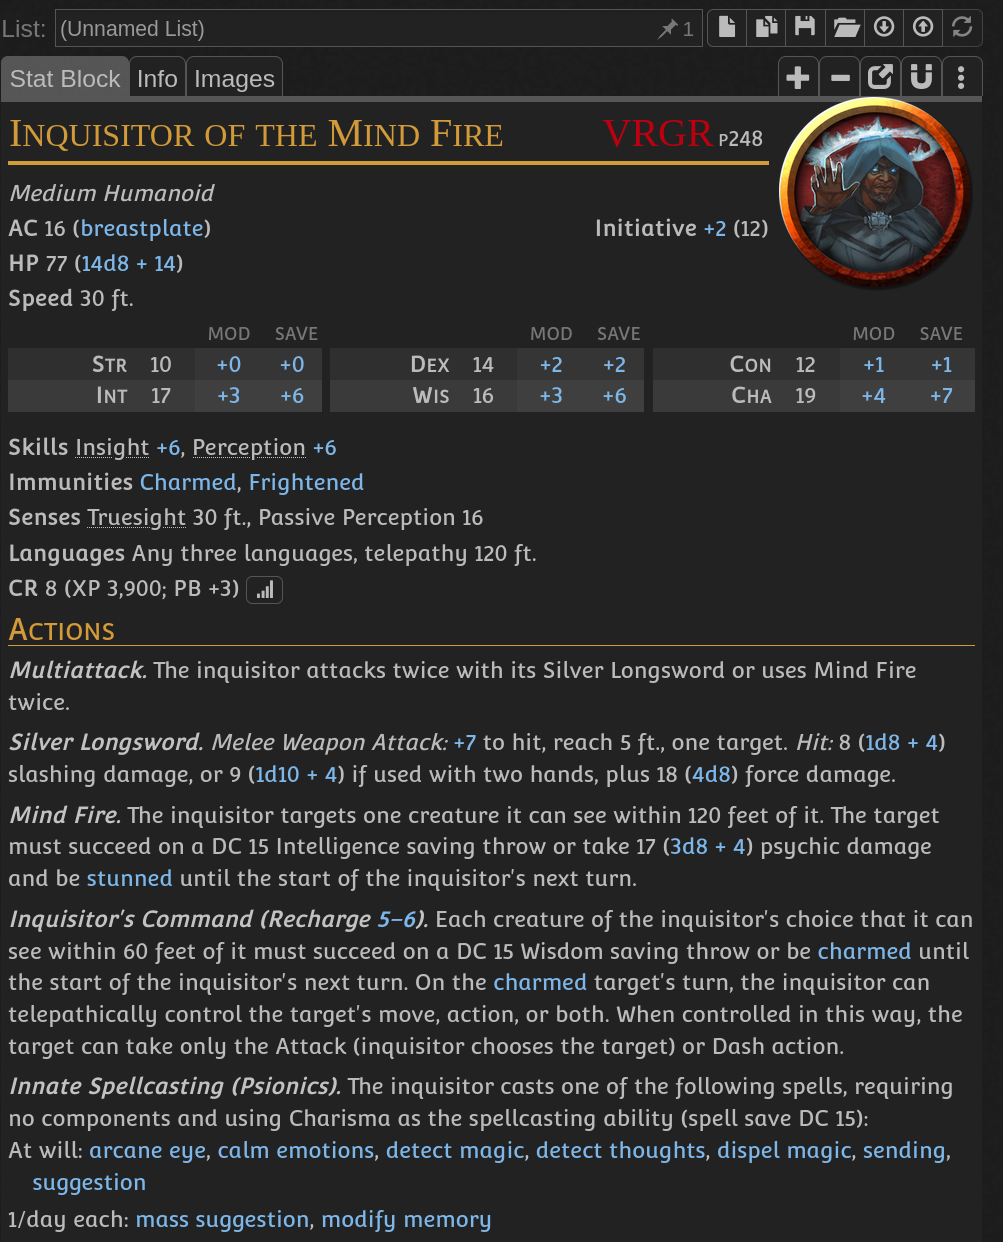 List: (Unnamed List) 1
Stat Block Info Images
Inquisitor of the Mind Fire VRGR p248
Medium Humanoid
AC 16 (breastplate) Initiative +2 (12)
HP 77 (14d8 + 14)
Speed 30 ft.
MOD SAVE MOD SAVE MOD SAVE
Str 10 +0 +0 Dex 14 +2 +2 Con 12 +1 +1
Int 17 +3 +6 Wis 16 +3 +6 Cha 19 +4 +7
Skills Insight +6, Perception +6
Immunities Charmed, Frightened
Senses Truesight 30 ft., Passive Perception 16
Languages Any three languages, telepathy 120 ft.
CR 8 (XP 3,900; PB +3)
Actions
Multiattack. The inquisitor attacks twice with its Silver Longsword or uses Mind Fire
twice.
Silver Longsword. Melee Weapon Attack: +7 to hit, reach 5 ft., one target. Hit: 8 (1d8 + 4)
slashing damage, or 9 (1d10 + 4) if used with two hands, plus 18 (4d8) force damage.
Mind Fire. The inquisitor targets one creature it can see within 120 feet of it. The target
must succeed on a DC 15 Intelligence saving throw or take 17 (3d8 + 4) psychic damage
and be stunned until the start of the inquisitor's next turn.
Inquisitor's Command (Recharge 5–6). Each creature of the inquisitor's choice that it can
see within 60 feet of it must succeed on a DC 15 Wisdom saving throw or be charmed until
the start of the inquisitor's next turn. On the charmed target's turn, the inquisitor can
telepathically control the target's move, action, or both. When controlled in this way, the
target can take only the Attack (inquisitor chooses the target) or Dash action.
Innate Spellcasting (Psionics). The inquisitor casts one of the following spells, requiring
no components and using Charisma as the spellcasting ability (spell save DC 15):
At will: arcane eye, calm emotions, detect magic, detect thoughts, dispel magic, sending,
suggestion
1/day each: mass suggestion, modify memory